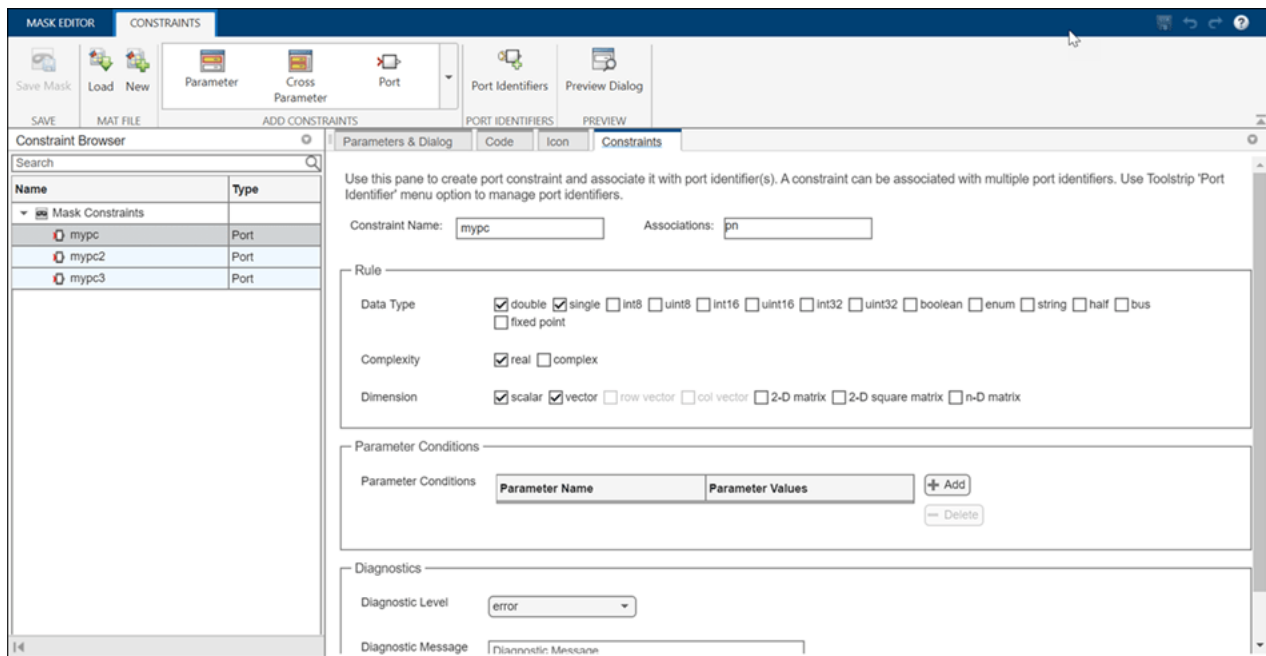 MASK EDITOR CONSTRAINTS
?
Save Mask Load New Parameter Cross Parameter Port Port Identifiers Preview Dialog
SAVE MAT FILE ADD CONSTRAINTS PORT IDENTIFIERS PREVIEW
Constraint Browser
Search
Name Type
Mask Constraints
mypc Port
mypc2 Port
mypc3 Port
Parameters & Dialog Code Icon Constraints
Use this pane to create port constraint and associate it with port identifier(s). A constraint can be associated with multiple port identifiers. Use Toolstrip 'Port
Identifier' menu option to manage port identifiers.
Constraint Name: mypc Associations: pn
Rule
Data Type double single int8 uint8 int16 uint16 int32 uint32 boolean enum string half bus
fixed point
Complexity real complex
Dimension scalar vector row vector col vector 2-D matrix 2-D square matrix n-D matrix
Parameter Conditions
Parameter Conditions Parameter Name Parameter Values Add
Delete
Diagnostics
Diagnostic Level error
Diagnostic Message Diagnostic Message